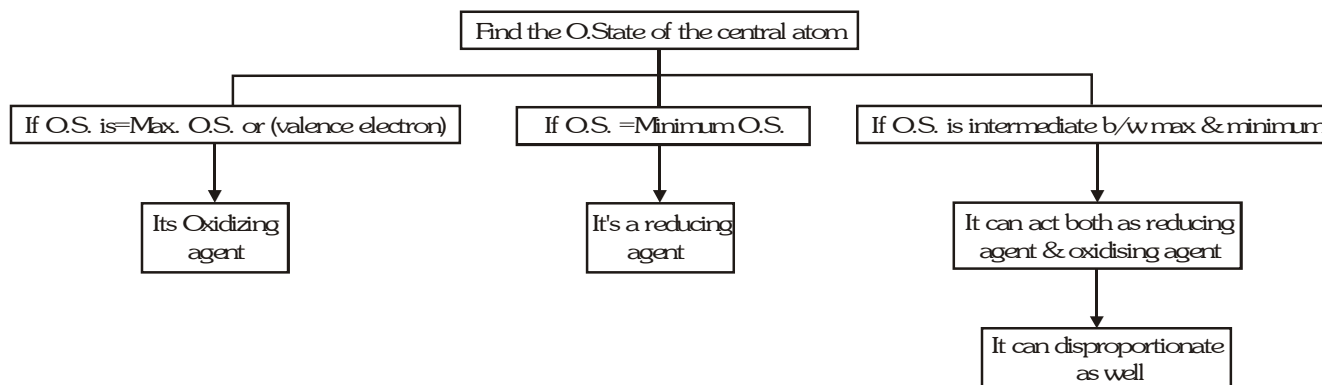 Find the O.State of the central atom
If O.S. is=Max. O.S. or (valence electron)
If O.S. =Minimum O.S.
If O.S. is intermediate b/w max & minimum
Its Oxidizing
agent
It's a reducing
agent
It can act both as reducing
agent & oxidising agent
It can disproportionate
as well